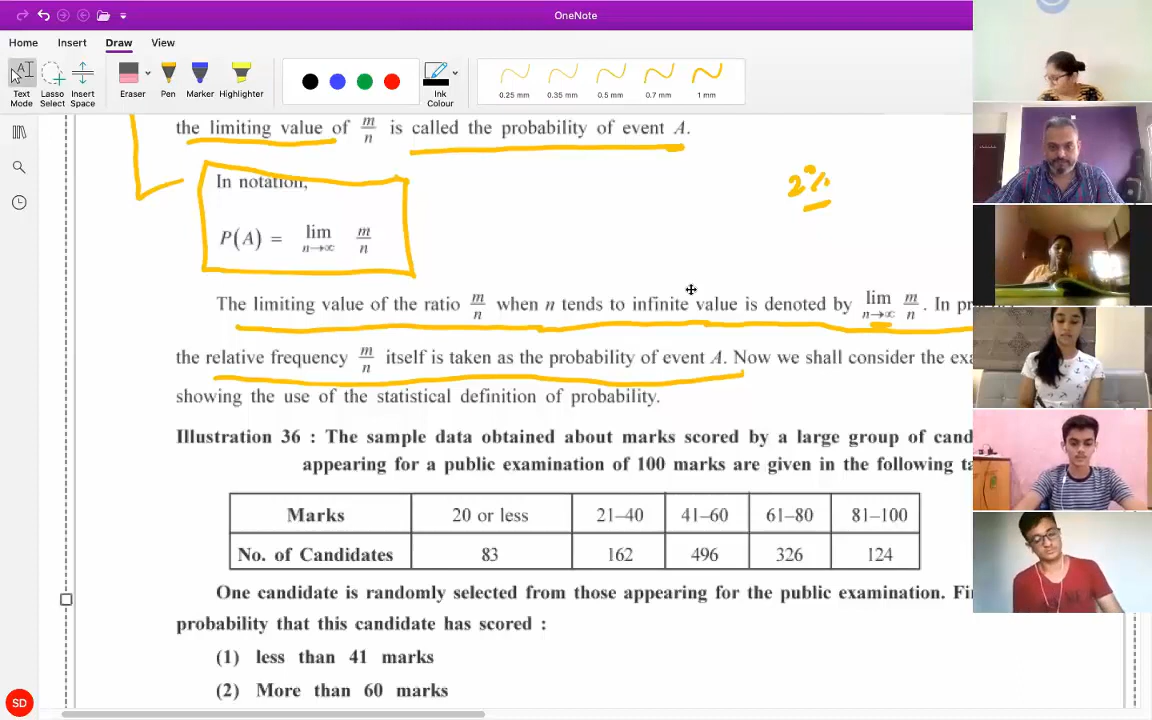 OneNote
Home Insert Draw View
Text Mode
Lasso Select
Insert Space
Eraser
Pen
Marker
Highlighter
Ink Colour
0.25 mm
0.35 mm
0.5 mm
0.7 mm
1 mm
the limiting value of m/n is called the probability of event A.
2%
In notation,
P(A) = lim n→∞ m/n
The limiting value of the ratio m/n when n tends to infinite value is denoted by lim n→∞ m/n. In
the relative frequency m/n itself is taken as the probability of event A. Now we shall consider the
showing the use of the statistical definition of probability.
Illustration 36 : The sample data obtained about marks scored by a large group of
appearing for a public examination of 100 marks are given in the following
Marks 20 or less 21–40 41–60 61–80 81–100
No. of Candidates 83 162 496 326 124
One candidate is randomly selected from those appearing for the public examination.
probability that this candidate has scored :
(1) less than 41 marks
(2) More than 60 marks
SD